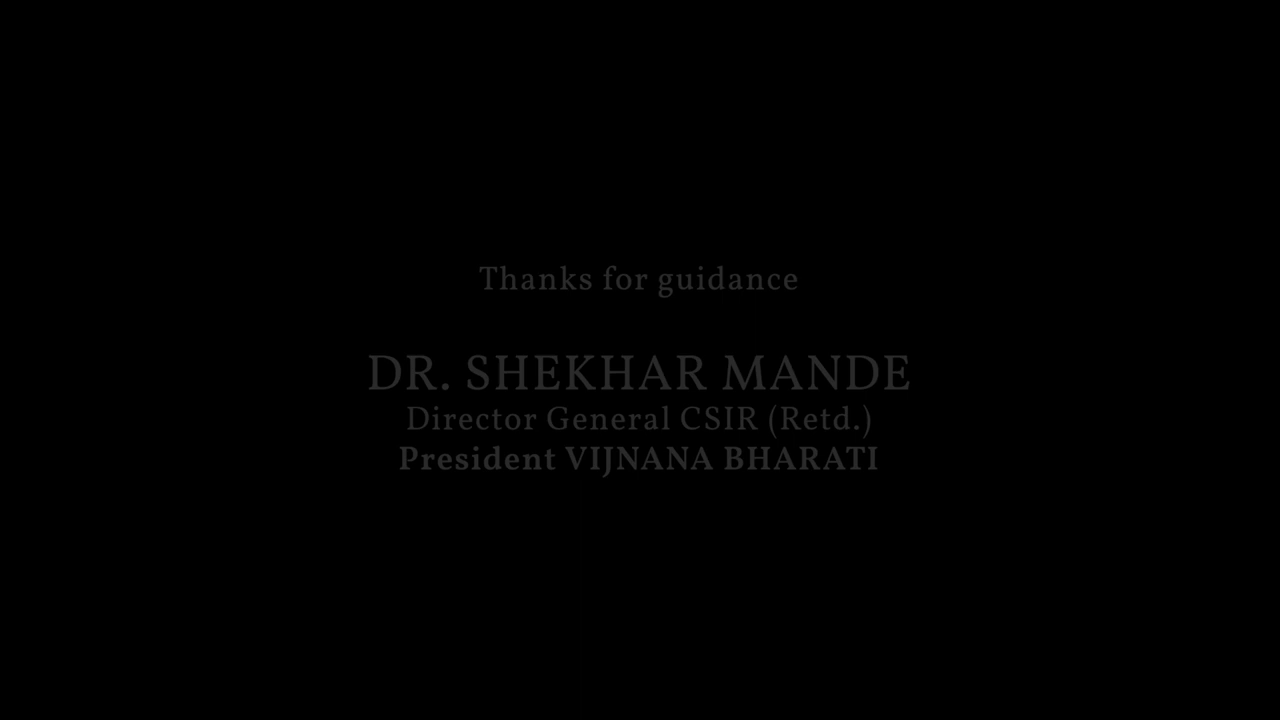 Thanks for guidance
DR. SHEKHAR MANDE
Director General CSIR (Retd.)
President VIJNANA BHARATI